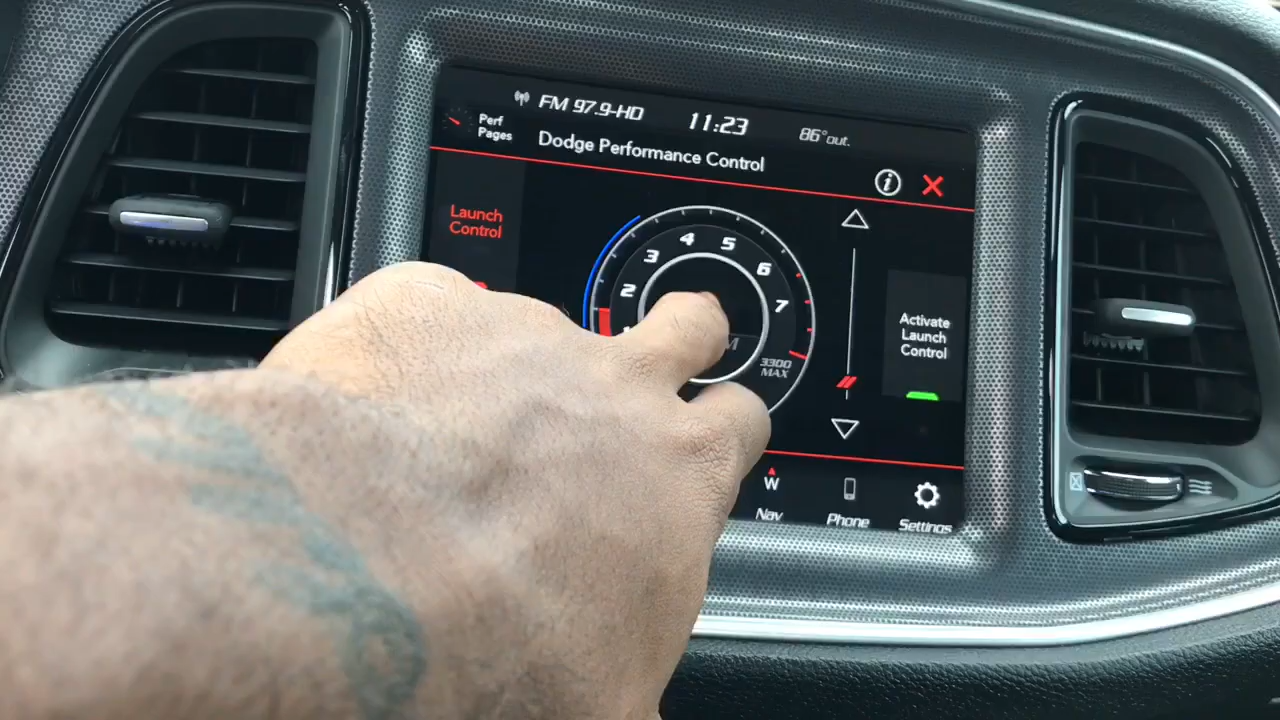 FM 97.9-HD
11:23
86°out.
Perf
Pages
Dodge Performance Control
Launch
Control
2
3
4
5
6
7
3300
MAX
Activate
Launch
Control
W
Nav
Phone
Settings